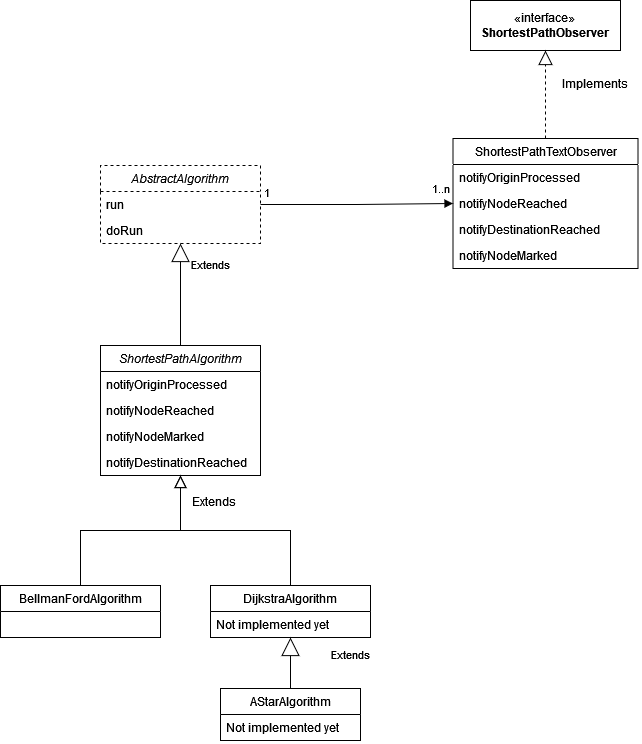 «interface»
ShortestPathObserver
Implements
ShortestPathTextObserver
notifyOriginProcessed
notifyNodeReached
notifyDestinationReached
notifyNodeMarked
AbstractAlgorithm
run
doRun
1
1..n
Extends
ShortestPathAlgorithm
notifyOriginProcessed
notifyNodeReached
notifyNodeMarked
notifyDestinationReached
Extends
BellmanFordAlgorithm
DijkstraAlgorithm
Not implemented yet
Extends
AStarAlgorithm
Not implemented yet